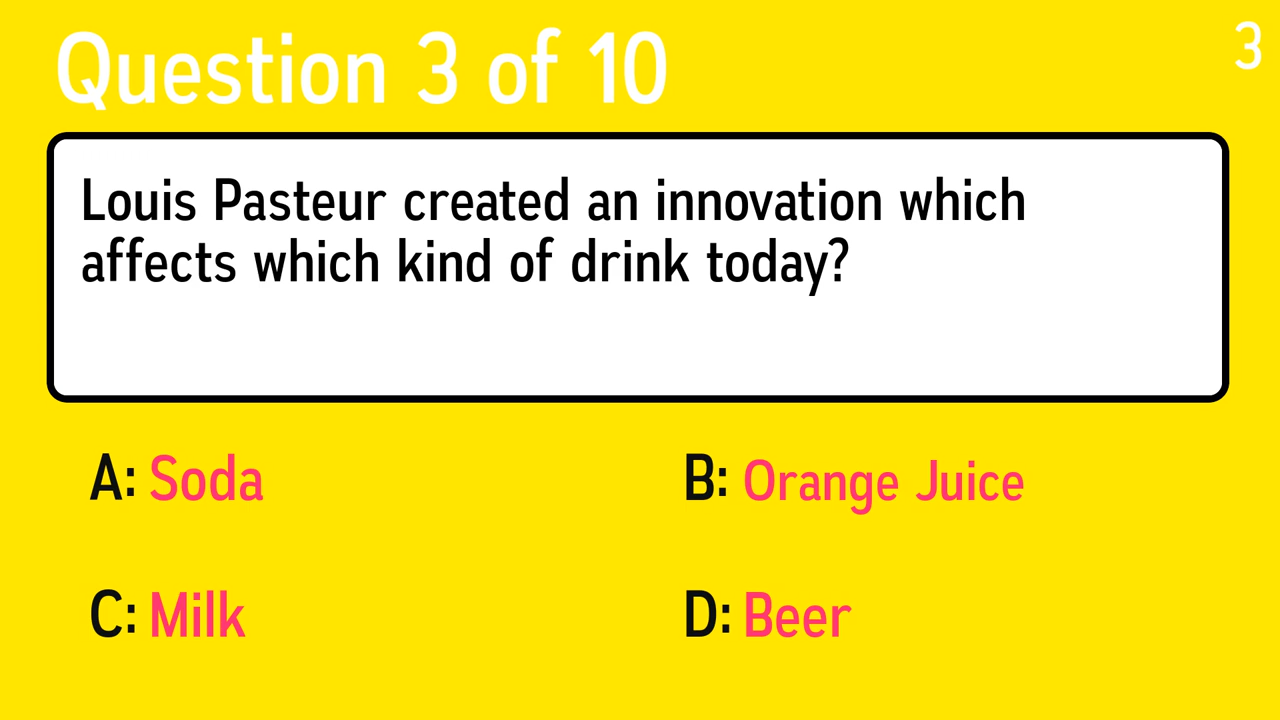 Question 3 of 10
3
Louis Pasteur created an innovation which
affects which kind of drink today?
A: Soda
B: Orange Juice
C: Milk
D: Beer